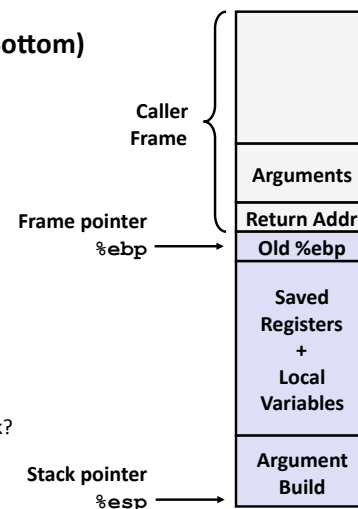 ottom)
Caller
Frame
Arguments
Return Addr
Frame pointer
%ebp
Old %ebp
Saved
Registers
+
Local
Variables
?
Argument
Build
Stack pointer
%esp